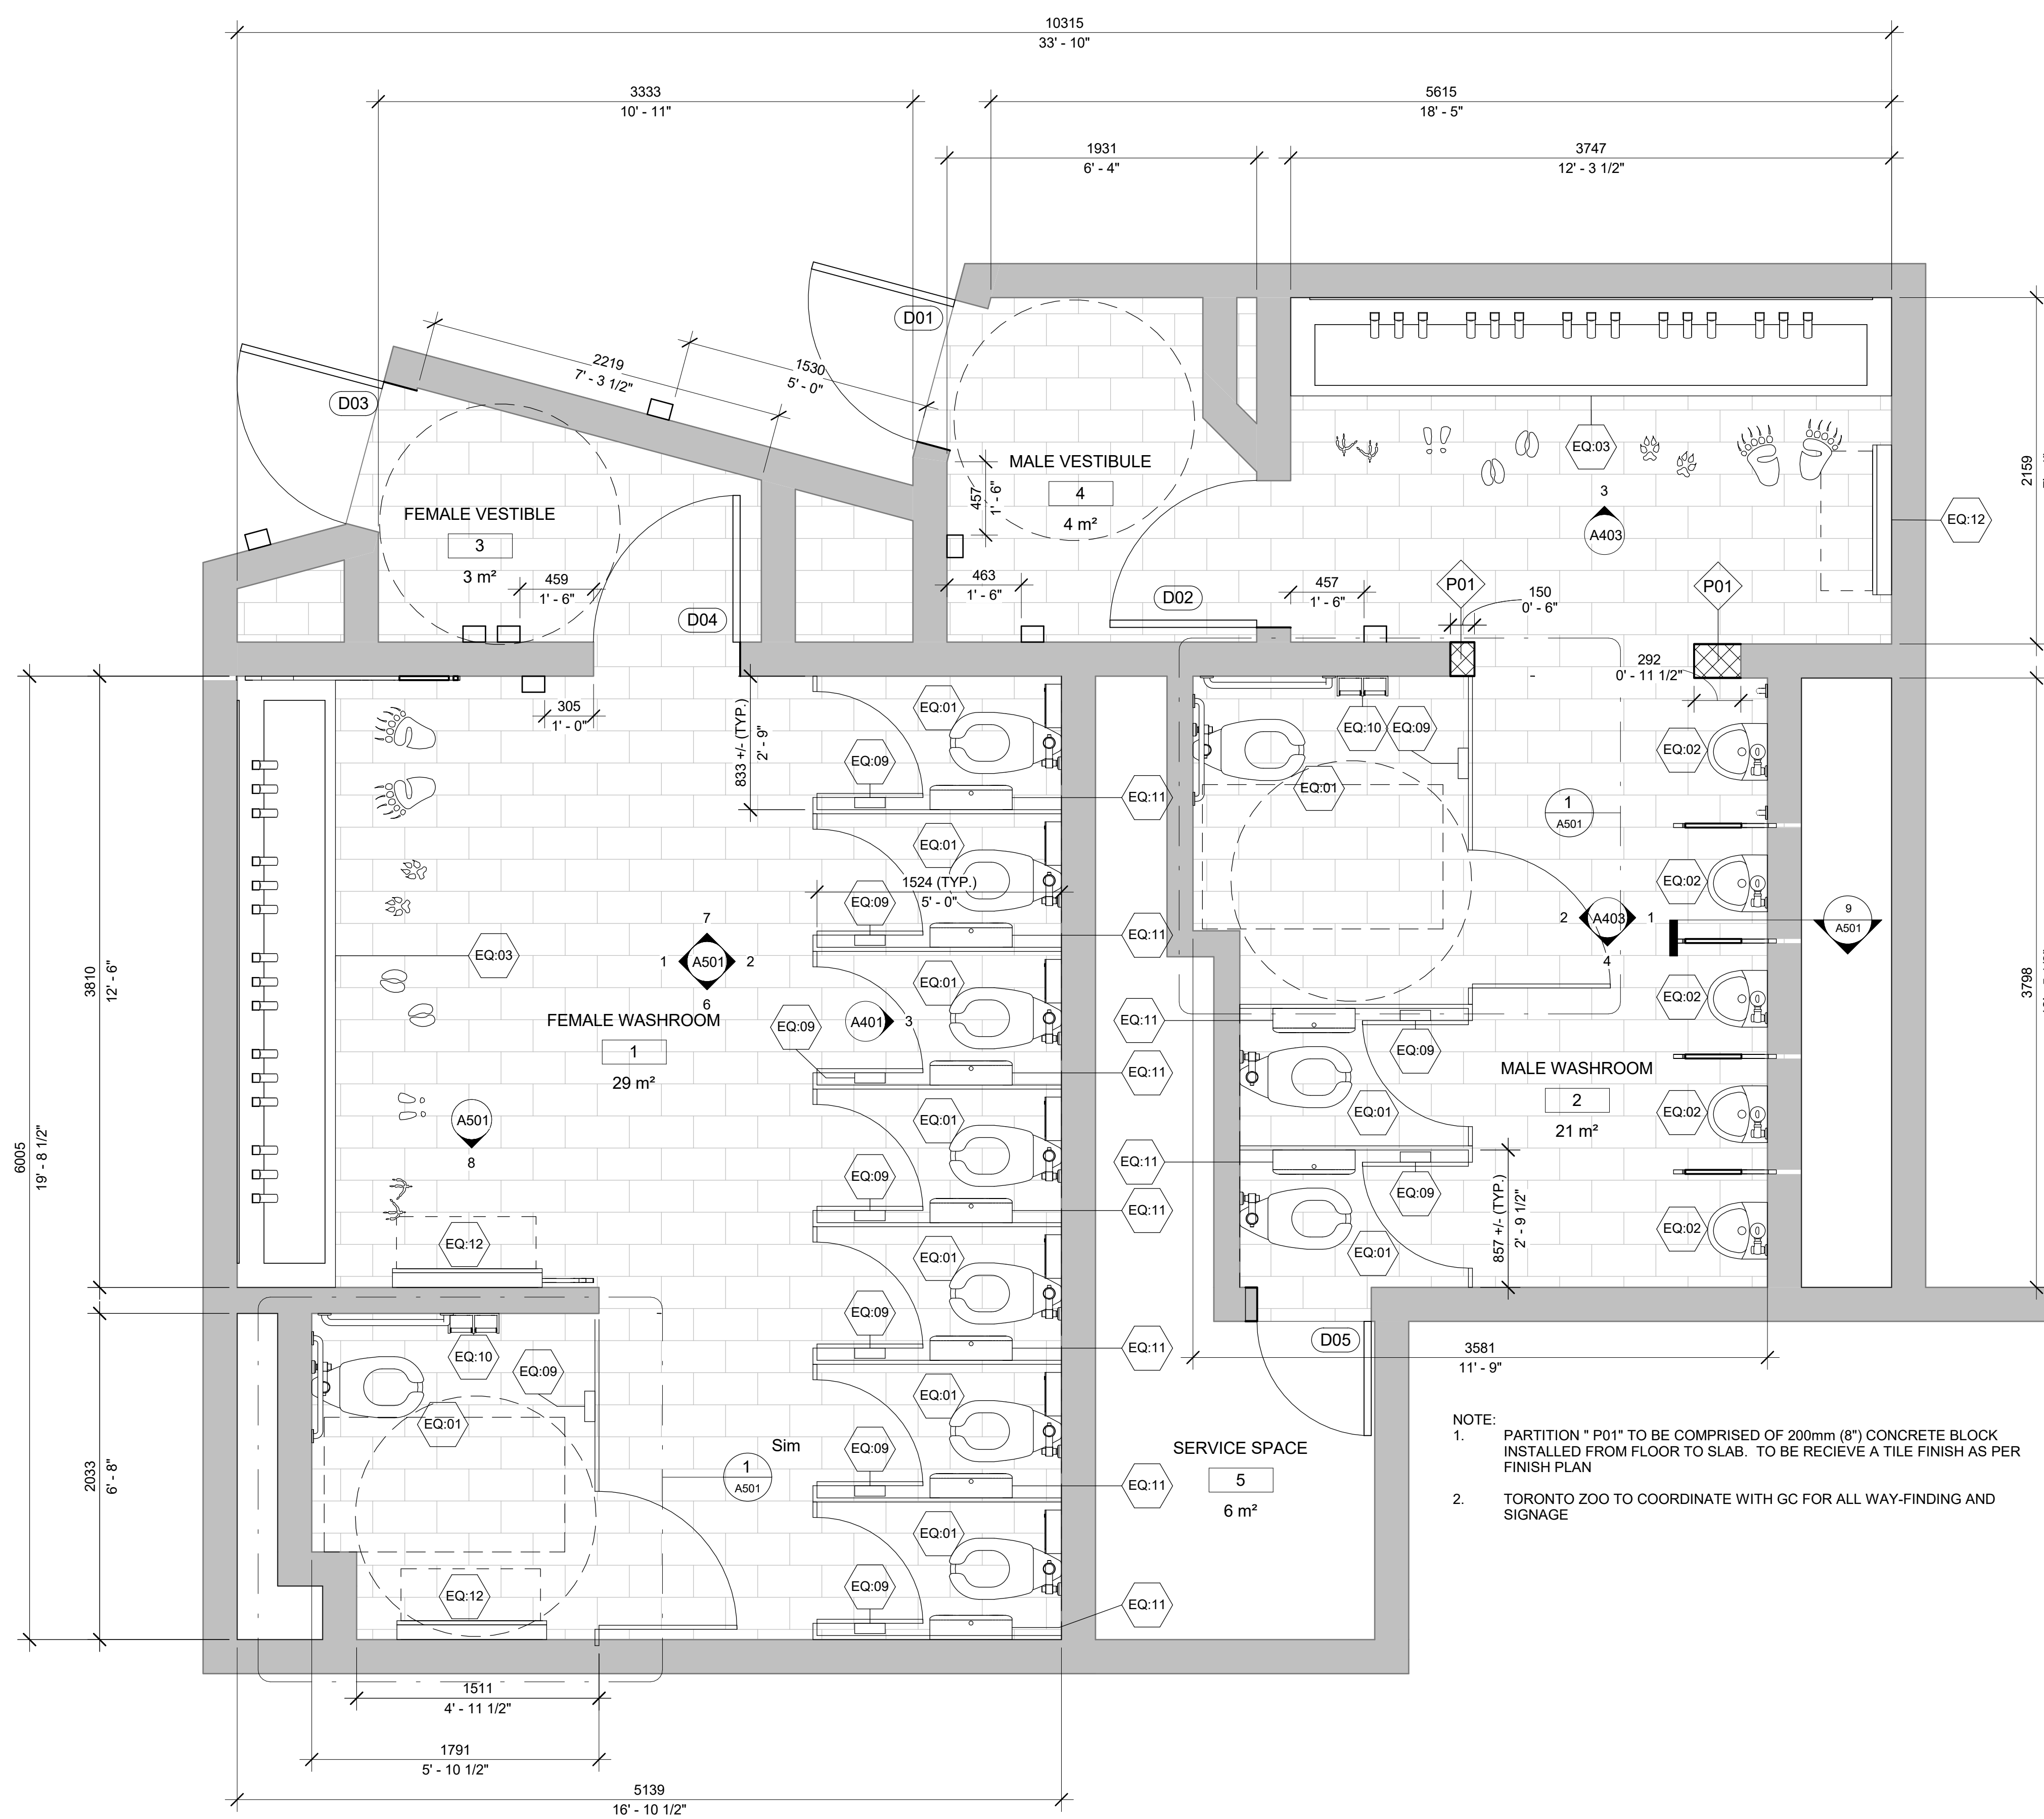 10315
33' - 10"
3333
10' - 11"
5615
18' - 5"
1931
6' - 4"
3747
12' - 3 1/2"
D01
2219
7' - 3 1/2"
1530
5' - 0"
D03
EQ:03
MALE VESTIBULE
4
4 m²
457
1' - 6"
2159
FEMALE VESTIBLE
3
3 m²
3
A403
EQ:12
459
1' - 6"
463
1' - 6"
D02
457
1' - 6"
P01
150
0' - 6"
P01
D04
292
0' - 11 1/2"
305
1' - 0"
833 +/- (TYP.)
2' - 9"
EQ:01
EQ:09
EQ:10
EQ:09
EQ:02
EQ:11
EQ:01
1
A501
EQ:01
1524 (TYP.)
5' - 0"
EQ:09
EQ:02
EQ:11
2
A403
1
4
9
A501
EQ:03
7
1
A501
2
6
EQ:01
EQ:02
3810
12' - 6"
3798
FEMALE WASHROOM
1
29 m²
EQ:09
A401
3
EQ:11
EQ:09
EQ:11
MALE WASHROOM
2
21 m²
EQ:01
EQ:02
A501
8
EQ:01
6005
19' - 8 1/2"
EQ:09
EQ:11
EQ:09
EQ:11
857 +/- (TYP.)
2' - 9 1/2"
EQ:12
EQ:01
EQ:01
EQ:02
EQ:09
EQ:11
D05
3581
11' - 9"
EQ:10
EQ:09
EQ:01
EQ:01
2033
6' - 8"
Sim
1
A501
EQ:09
EQ:11
SERVICE SPACE
5
6 m²
NOTE:
1. PARTITION " P01" TO BE COMPRISED OF 200mm (8") CONCRETE BLOCK
INSTALLED FROM FLOOR TO SLAB. TO BE RECIEVE A TILE FINISH AS PER
FINISH PLAN
2. TORONTO ZOO TO COORDINATE WITH GC FOR ALL WAY-FINDING AND
SIGNAGE
EQ:01
EQ:12
EQ:09
EQ:11
1511
4' - 11 1/2"
1791
5' - 10 1/2"
5139
16' - 10 1/2"